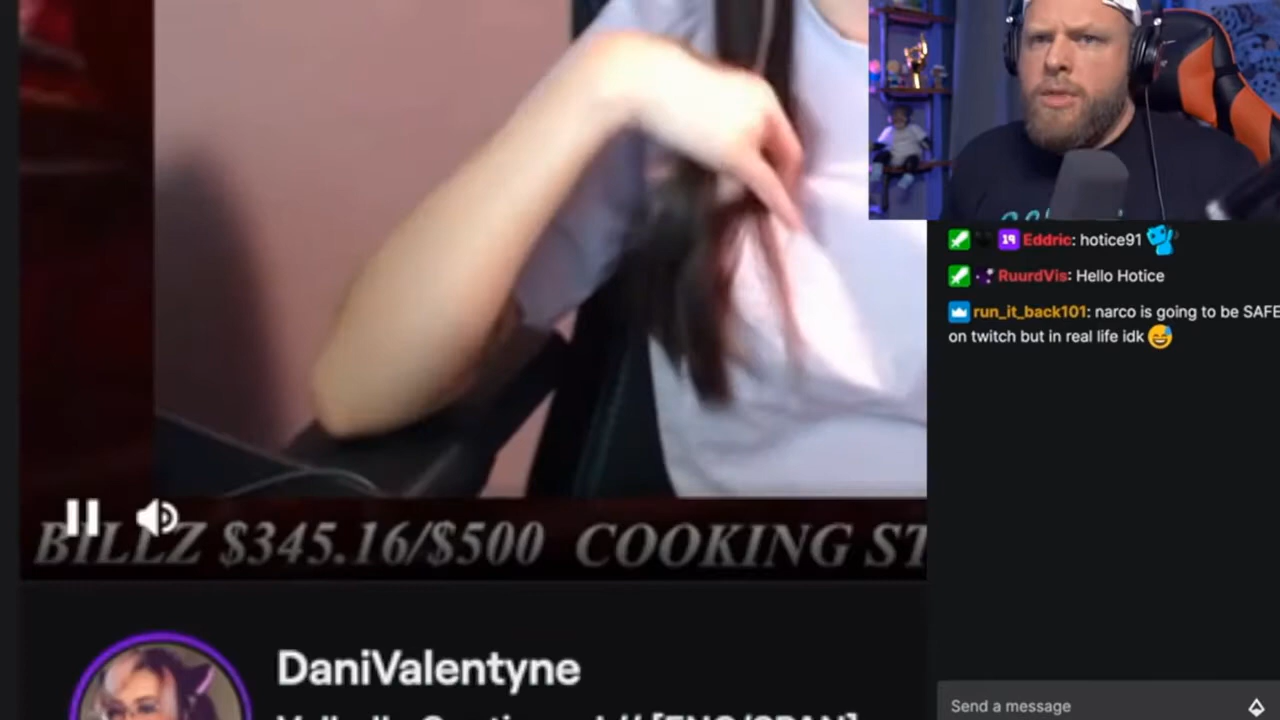 19 Eddric: hotice91
RuurdVis: Hello Hotice
run_it_back101: narco is going to be SAFE
on twitch but in real life idk
BILLZ $345.16/$500 COOKING ST
DaniValentyne
Send a message